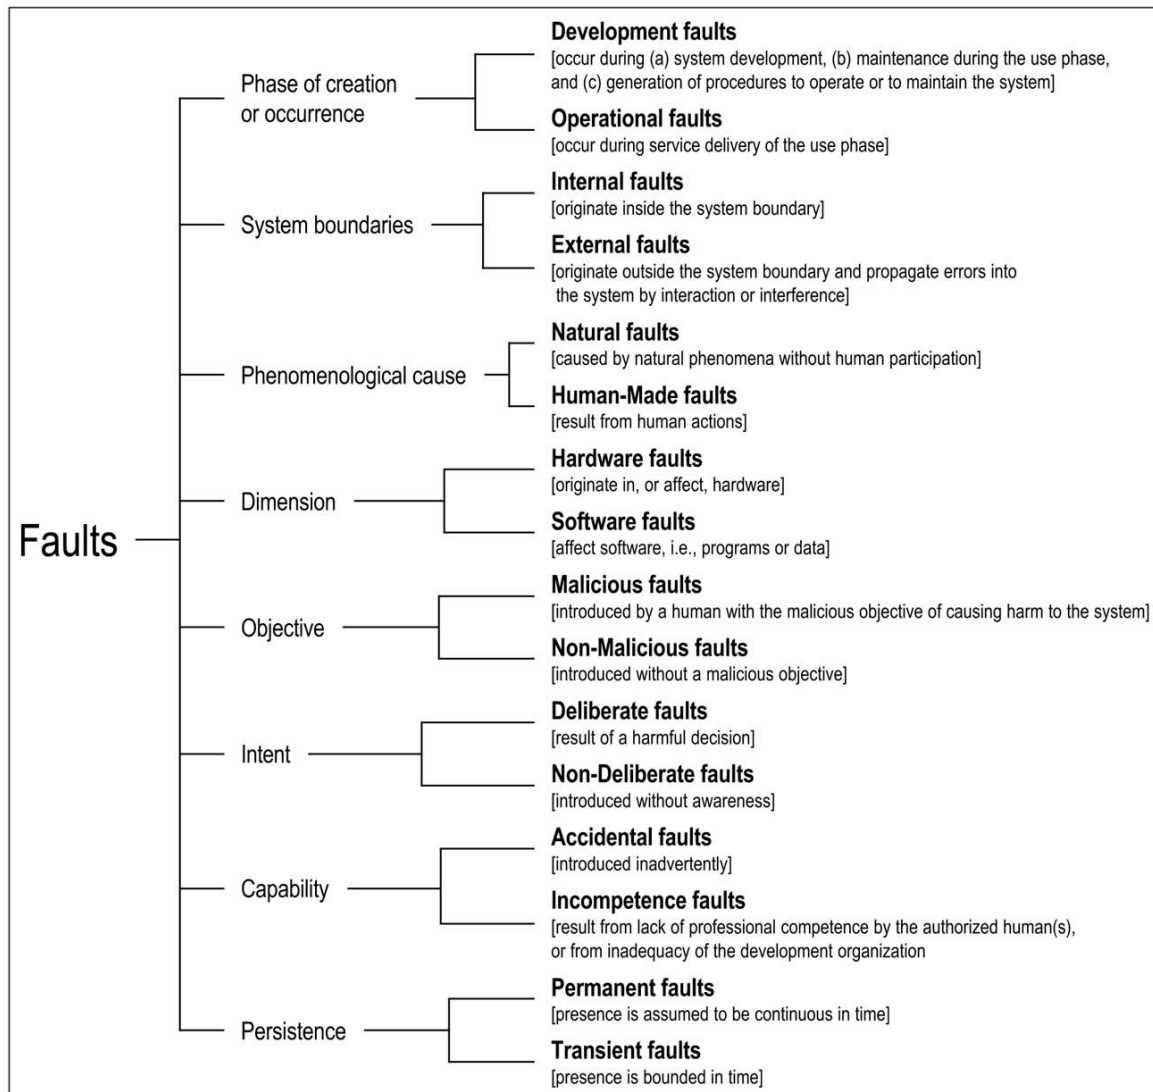 Faults
Phase of creation
or occurrence
Development faults
[occur during (a) system development, (b) maintenance during the use phase,
and (c) generation of procedures to operate or to maintain the system]
Operational faults
[occur during service delivery of the use phase]
System boundaries
Internal faults
[originate inside the system boundary]
External faults
[originate outside the system boundary and propagate errors into
the system by interaction or interference]
Phenomenological cause
Natural faults
[caused by natural phenomena without human participation]
Human-Made faults
[result from human actions]
Dimension
Hardware faults
[originate in, or affect, hardware]
Software faults
[affect software, i.e., programs or data]
Objective
Malicious faults
[introduced by a human with the malicious objective of causing harm to the system]
Non-Malicious faults
[introduced without a malicious objective]
Intent
Deliberate faults
[result of a harmful decision]
Non-Deliberate faults
[introduced without awareness]
Capability
Accidental faults
[introduced inadvertently]
Incompetence faults
[result from lack of professional competence by the authorized human(s),
or from inadequacy of the development organization
Persistence
Permanent faults
[presence is assumed to be continuous in time]
Transient faults
[presence is bounded in time]